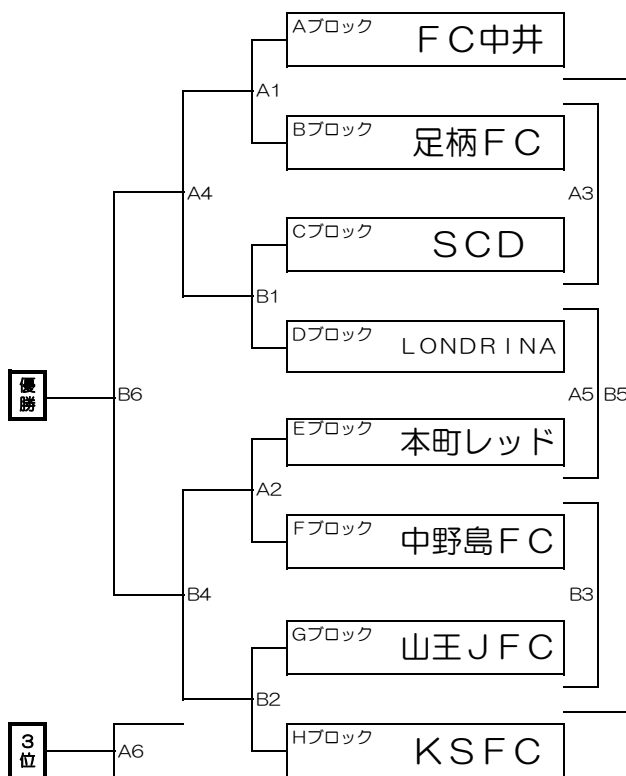 Aブロック ＦＣ中井
A1
Bブロック 足柄ＦＣ
A4
A3
Cブロック ＳＣＤ
B1
Dブロック ＬＯＮＤＲＩＮＡ
優勝
B6
A5 B5
Eブロック 本町レッド
A2
Fブロック 中野島ＦＣ
B4
B3
Gブロック 山王ＪＦＣ
B2
3位
A6
Hブロック ＫＳＦＣ